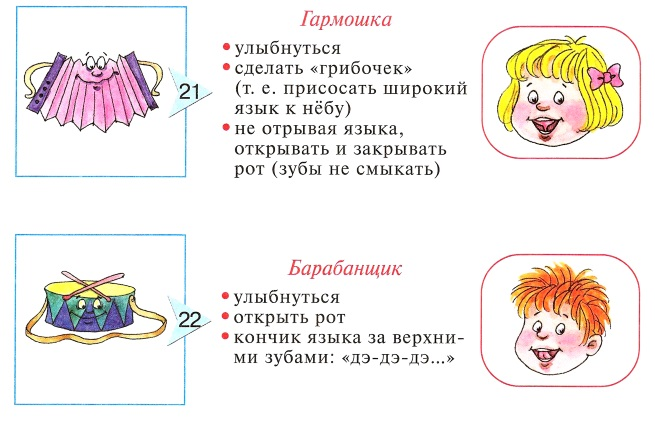 Гармошка
21
• улыбнуться
• сделать «грибочек»
(т. е. присосать широкий
язык к нёбу)
• не отрывая языка,
открывать и закрывать
рот (зубы не смыкать)
Барабанщик
22
• улыбнуться
• открыть рот
• кончик языка за верхни-
ми зубами: «дэ-дэ-дэ...»